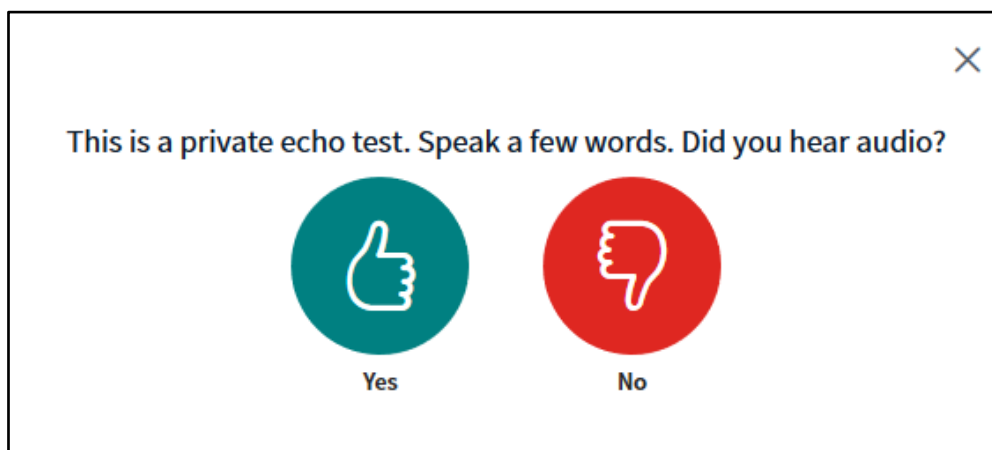 This is a private echo test. Speak a few words. Did you hear audio?
Yes
No